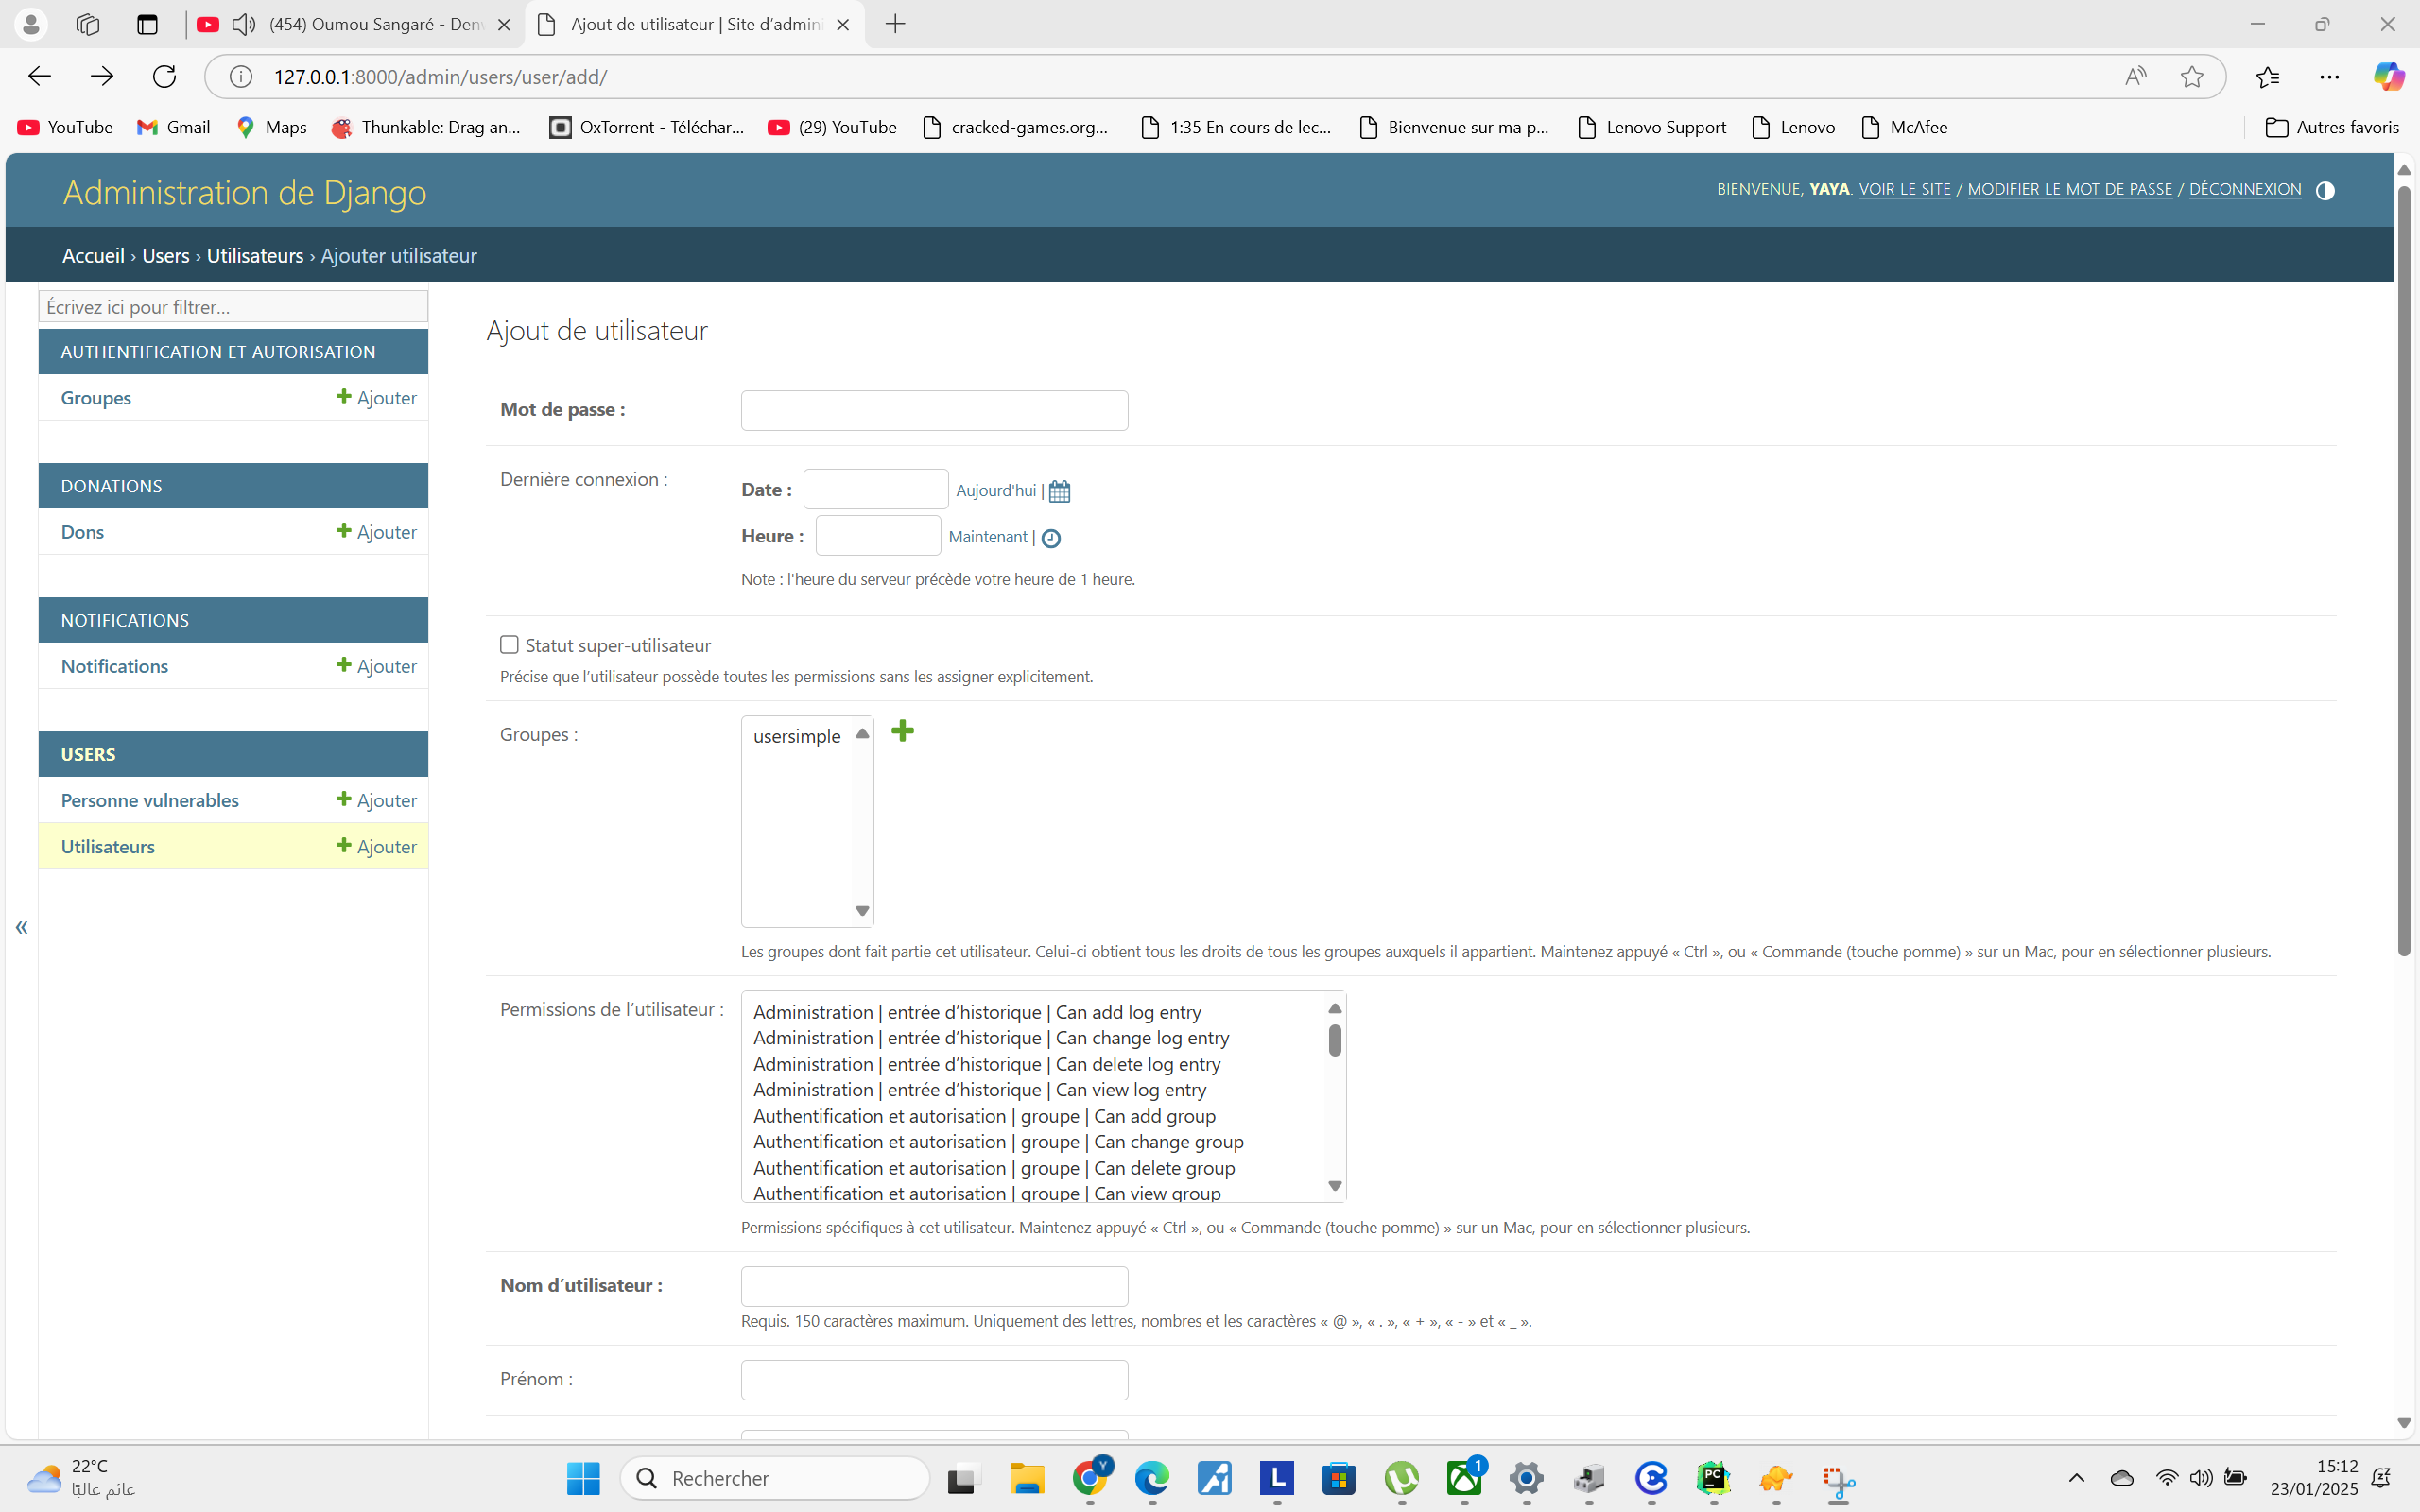 (454) Oumou Sangaré - Den
Ajout de utilisateur | Site d’admin
127.0.0.1:8000/admin/users/user/add/
YouTube
Gmail
Maps
Thunkable: Drag an...
OxTorrent - Téléchar...
(29) YouTube
cracked-games.org...
1:35 En cours de lec...
Bienvenue sur ma p...
Lenovo Support
Lenovo
McAfee
Autres favoris
Administration de Django
BIENVENUE, YAYA. VOIR LE SITE / MODIFIER LE MOT DE PASSE / DÉCONNEXION
Accueil › Users › Utilisateurs › Ajouter utilisateur
Écrivez ici pour filtrer…
AUTHENTIFICATION ET AUTORISATION
Groupes
Ajouter
DONATIONS
Dons
Ajouter
NOTIFICATIONS
Notifications
Ajouter
USERS
Personne vulnerables
Ajouter
Utilisateurs
Ajouter
«
Ajout de utilisateur
Mot de passe :
Dernière connexion :
Date :
Aujourd'hui |
Heure :
Maintenant |
Note : l'heure du serveur précède votre heure de 1 heure.
Statut super-utilisateur
Précise que l’utilisateur possède toutes les permissions sans les assigner explicitement.
Groupes :
usersimple
Les groupes dont fait partie cet utilisateur. Celui-ci obtient tous les droits de tous les groupes auxquels il appartient. Maintenez appuyé « Ctrl », ou « Commande (touche pomme) » sur un Mac, pour en sélectionner plusieurs.
Permissions de l’utilisateur :
Administration | entrée d’historique | Can add log entry
Administration | entrée d’historique | Can change log entry
Administration | entrée d’historique | Can delete log entry
Administration | entrée d’historique | Can view log entry
Authentification et autorisation | groupe | Can add group
Authentification et autorisation | groupe | Can change group
Authentification et autorisation | groupe | Can delete group
Authentification et autorisation | groupe | Can view group
Permissions spécifiques à cet utilisateur. Maintenez appuyé « Ctrl », ou « Commande (touche pomme) » sur un Mac, pour en sélectionner plusieurs.
Nom d’utilisateur :
Requis. 150 caractères maximum. Uniquement des lettres, nombres et les caractères « @ », « . », « + », « - » et « _ ».
Prénom :
22°C
غائم غالبًا
Rechercher
Y
L
1
PC
15:12
23/01/2025